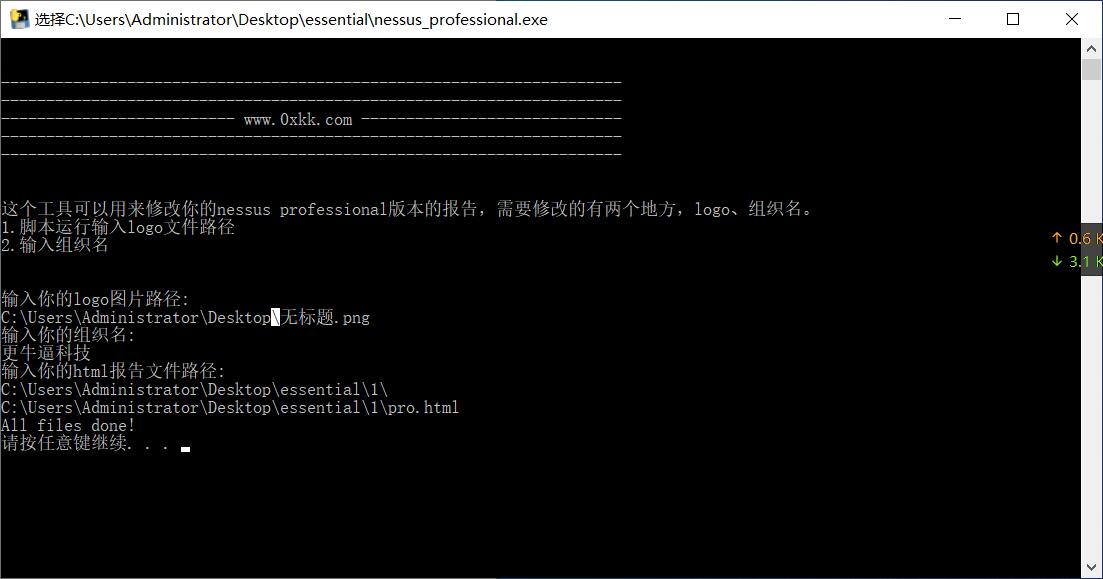 选择C:\Users\Administrator\Desktop\essential\nessus_professional.exe
---------------------------------------------------------------------
---------------------------------------------------------------------
-------------------------- www.0xkk.com -----------------------------
---------------------------------------------------------------------
---------------------------------------------------------------------
这个工具可以用来修改你的nessus professional版本的报告，需要修改的有两个地方，logo、组织名。
1.脚本运行输入logo文件路径
2.输入组织名
↑ 0.6 K
↓ 3.1 K
输入你的logo图片路径:
C:\Users\Administrator\Desktop\无标题.png
输入你的组织名:
更牛逼科技
输入你的html报告文件路径:
C:\Users\Administrator\Desktop\essential\1\
C:\Users\Administrator\Desktop\essential\1\pro.html
All files done!
请按任意键继续. . .